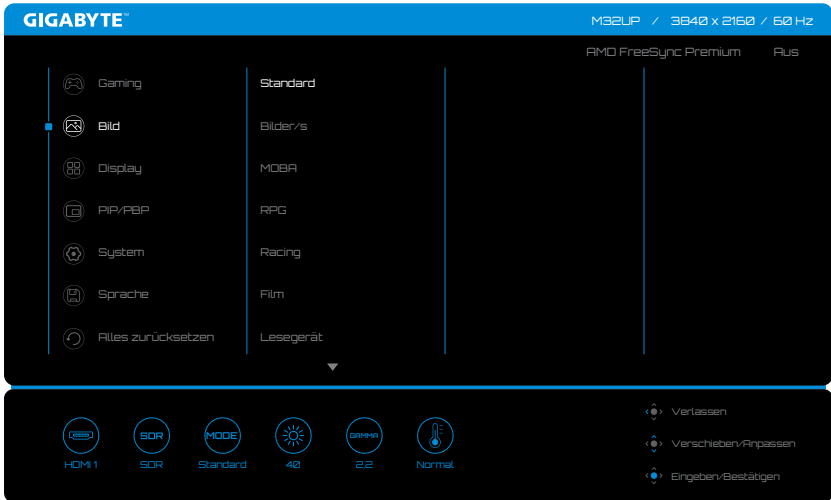 GIGABYTE™
M32UP / 3840 x 2160 / 60 Hz
AMD FreeSync Premium Aus
Gaming
Bild
Display
PIP/PBP
System
Sprache
Alles zurücksetzen
Standard
Bilder/s
MOBA
RPG
Racing
Film
Lesegerät
SDR
MODE
GAMMA
HDMI 1
SDR
Standard
40
2.2
Normal
Verlassen
Verschieben/Anpassen
Eingeben/Bestätigen